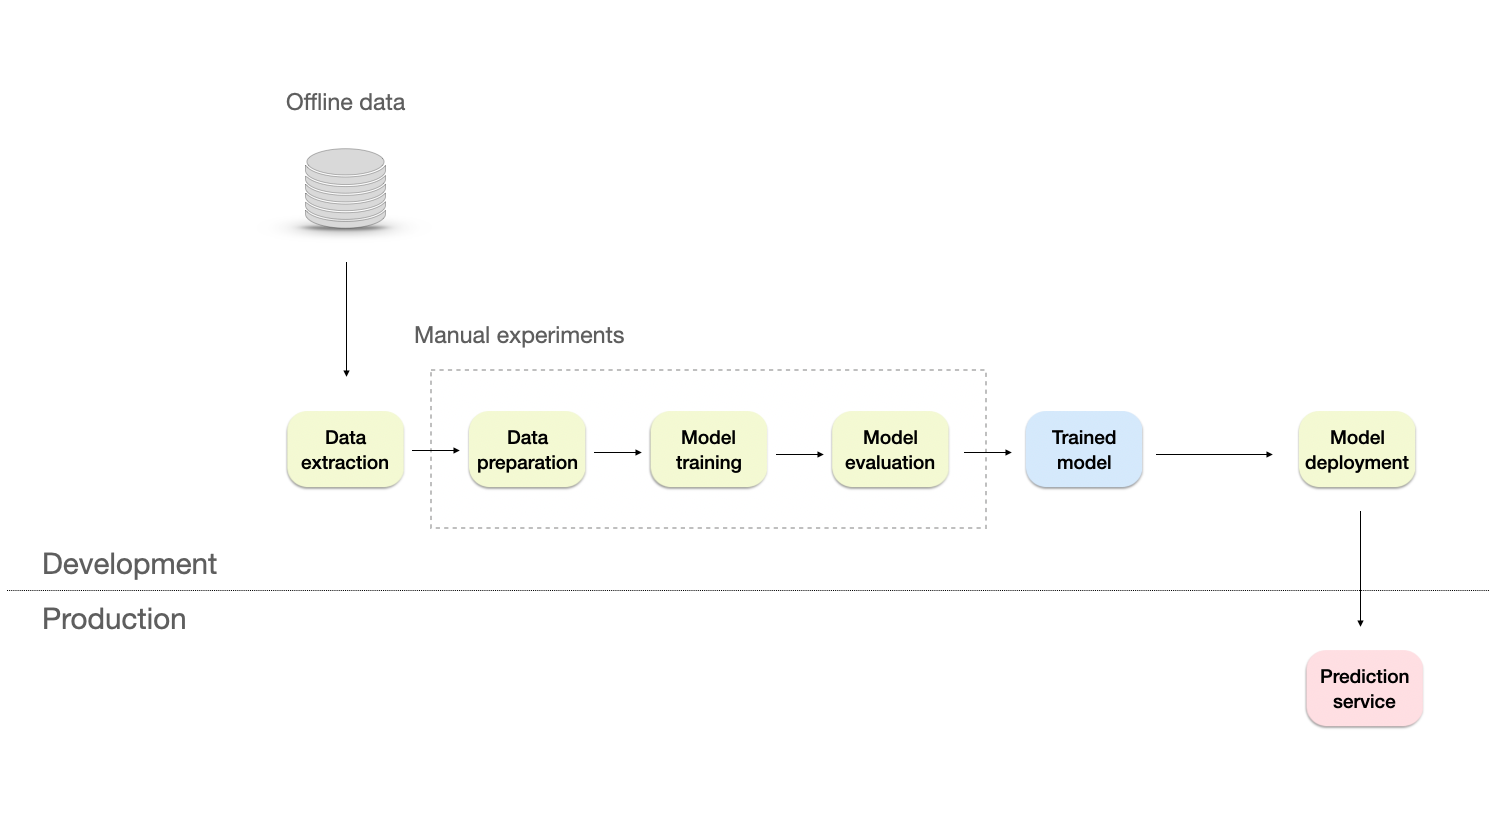 Offline data
Manual experiments
Data
extraction
Data
preparation
Model
training
Model
evaluation
Trained
model
Model
deployment
Development
Production
Prediction
service